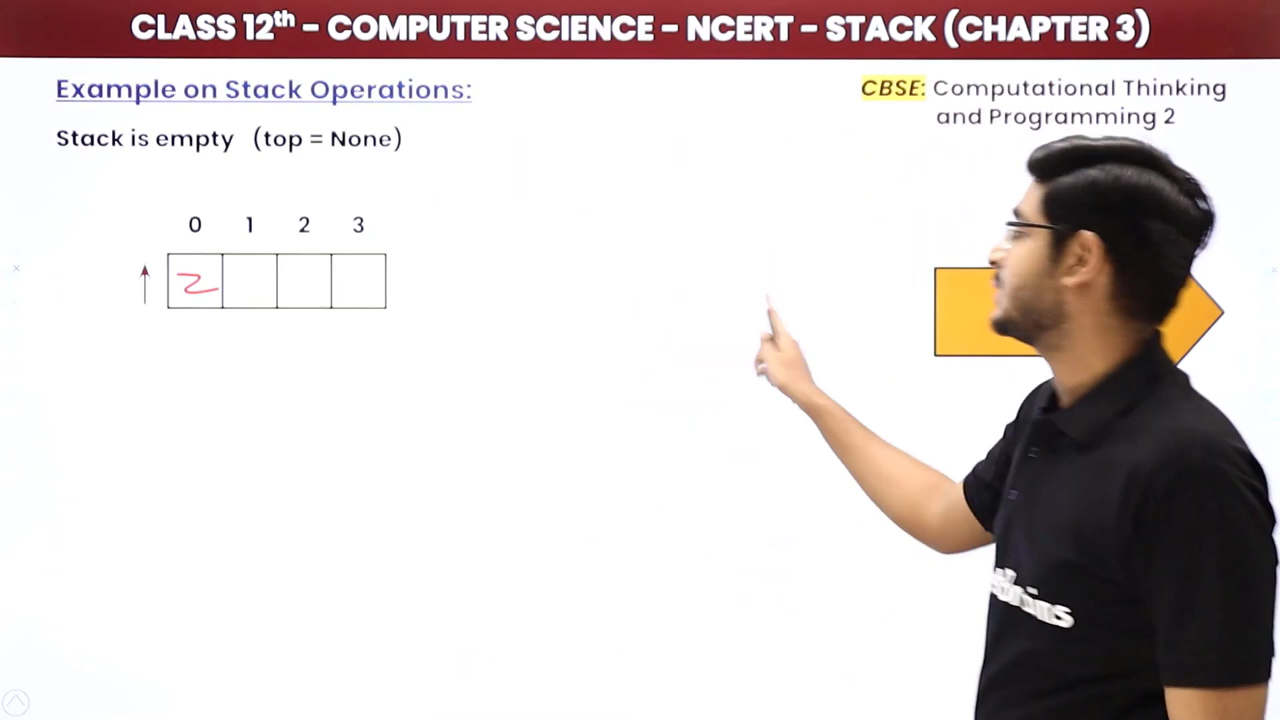 CLASS 12th - COMPUTER SCIENCE - NCERT - STACK (CHAPTER 3)
Example on Stack Operations:
CBSE: Computational Thinking
and Programming 2
Stack is empty (top = None)
0 1 2 3
2